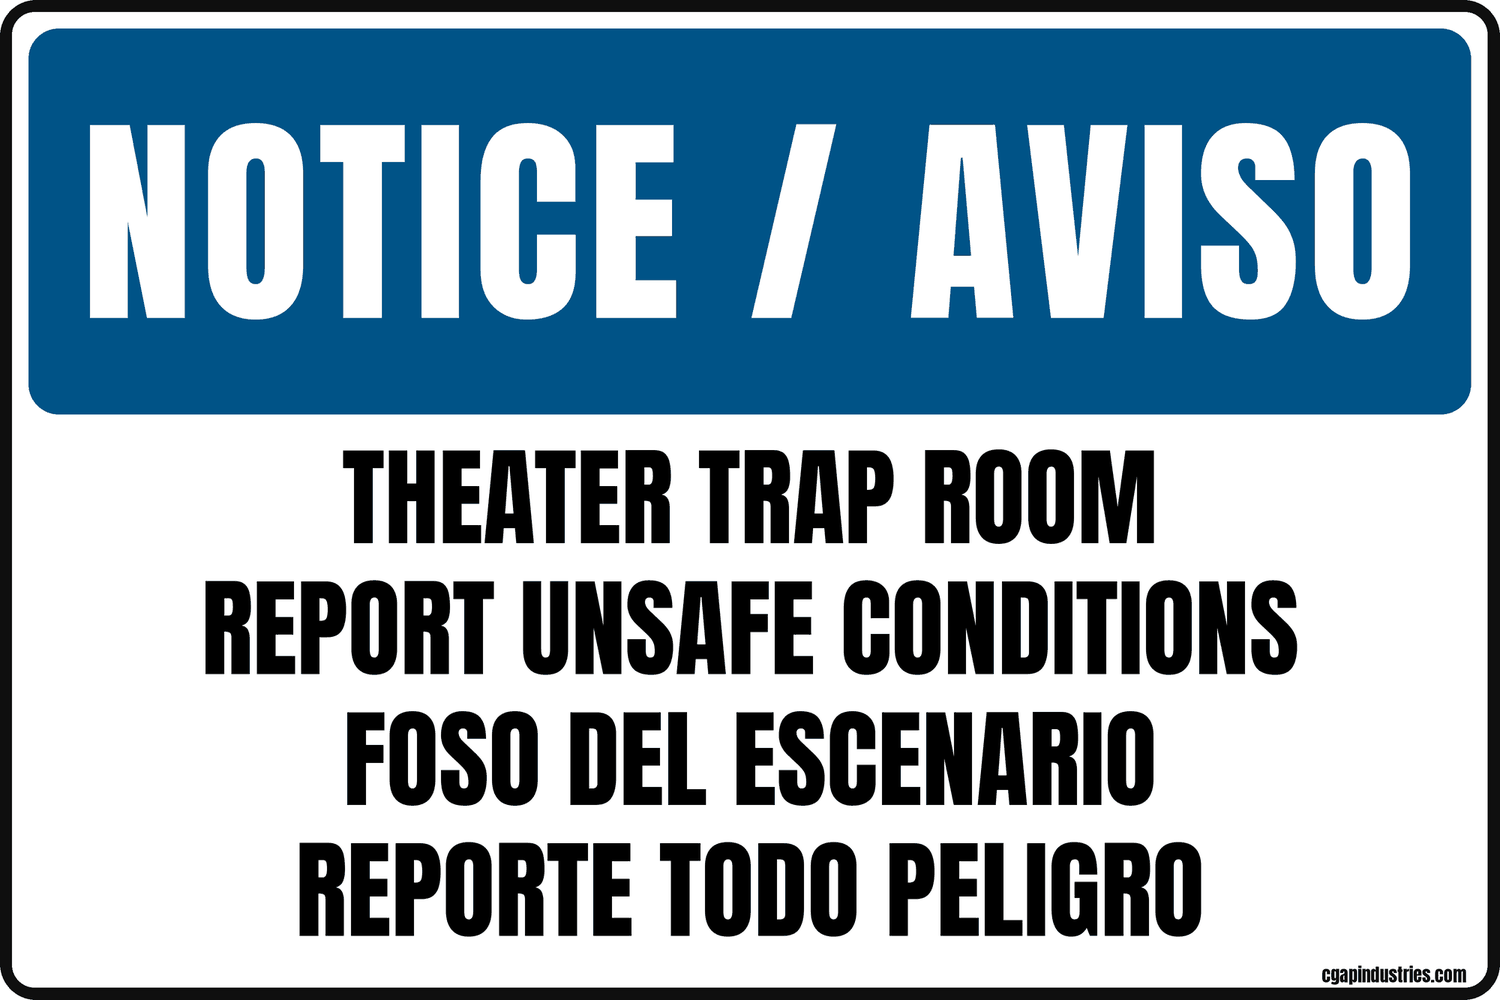 NOTICE / AVISO
THEATER TRAP ROOM
REPORT UNSAFE CONDITIONS
FOSO DEL ESCENARIO
REPORTE TODO PELIGRO
cgapindustries.com